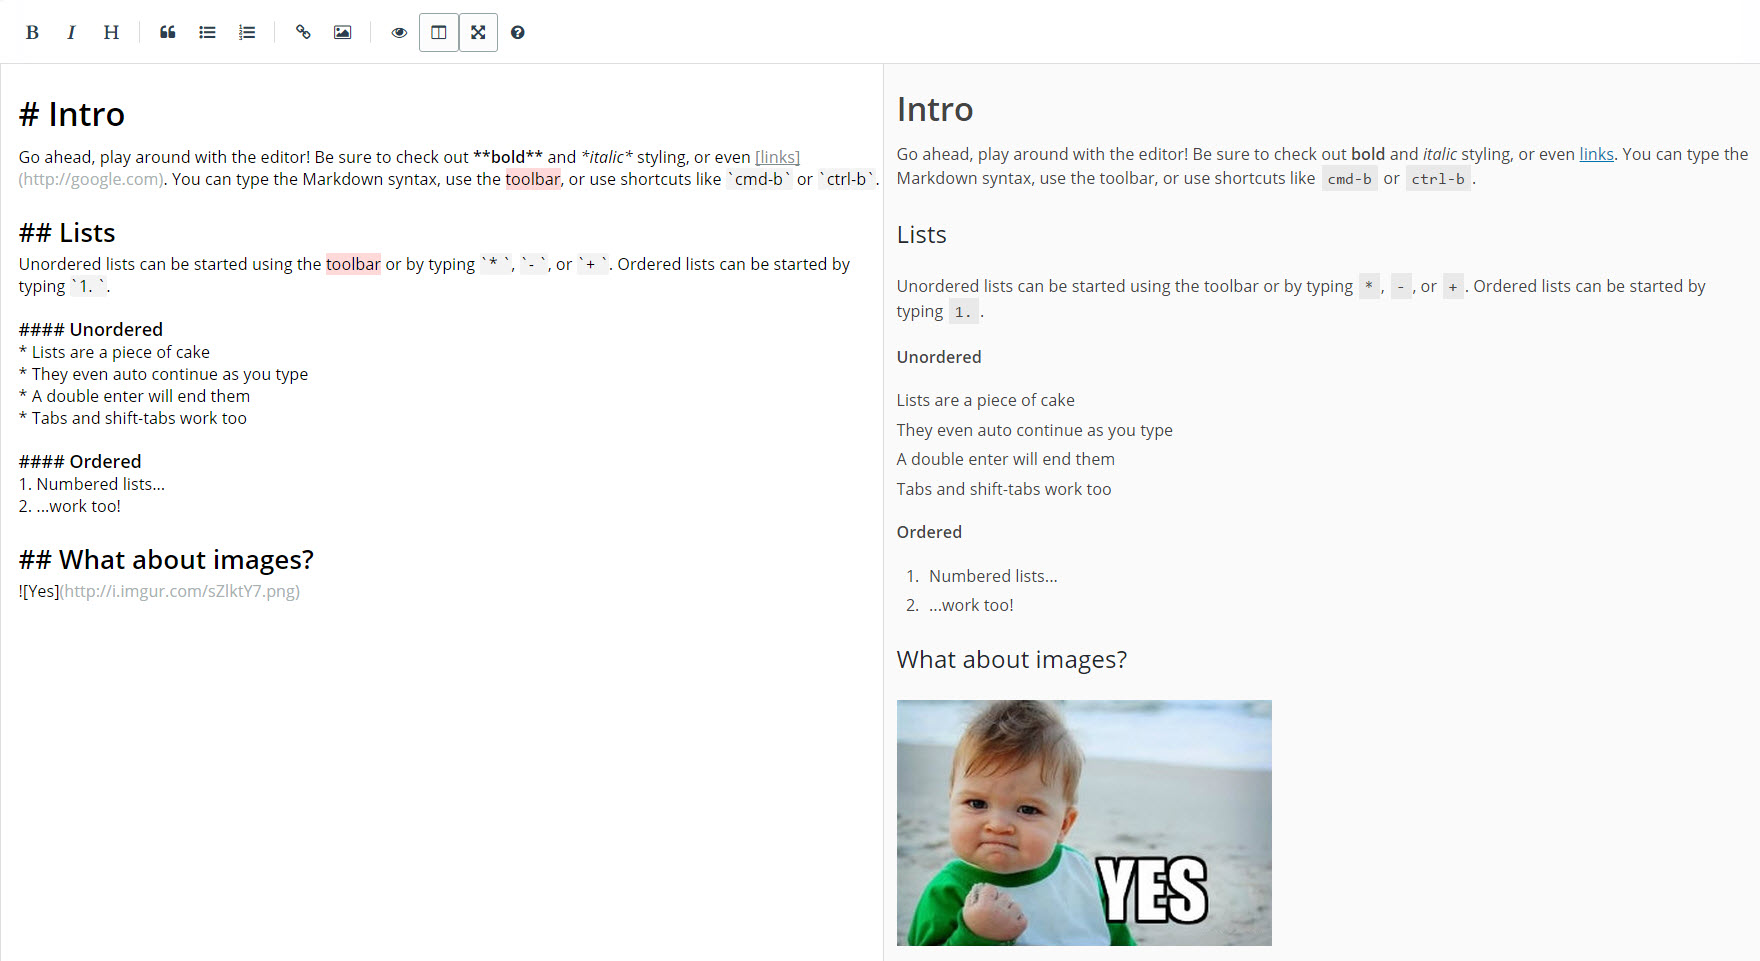 B I H
# Intro
Go ahead, play around with the editor! Be sure to check out **bold** and *italic* styling, or even [links]
(http://google.com). You can type the Markdown syntax, use the toolbar, or use shortcuts like `cmd-b` or `ctrl-b`.
## Lists
Unordered lists can be started using the toolbar or by typing `* `, `- `, or `+ `. Ordered lists can be started by
typing `1. `.
#### Unordered
* Lists are a piece of cake
* They even auto continue as you type
* A double enter will end them
* Tabs and shift-tabs work too
#### Ordered
1. Numbered lists...
2. ...work too!
## What about images?
![Yes](http://i.imgur.com/sZlktY7.png)
Intro
Go ahead, play around with the editor! Be sure to check out bold and italic styling, or even links. You can type the
Markdown syntax, use the toolbar, or use shortcuts like cmd-b or ctrl-b.
Lists
Unordered lists can be started using the toolbar or by typing *, -, or +. Ordered lists can be started by
typing 1. .
Unordered
Lists are a piece of cake
They even auto continue as you type
A double enter will end them
Tabs and shift-tabs work too
Ordered
1. Numbered lists...
2. ...work too!
What about images?
YES